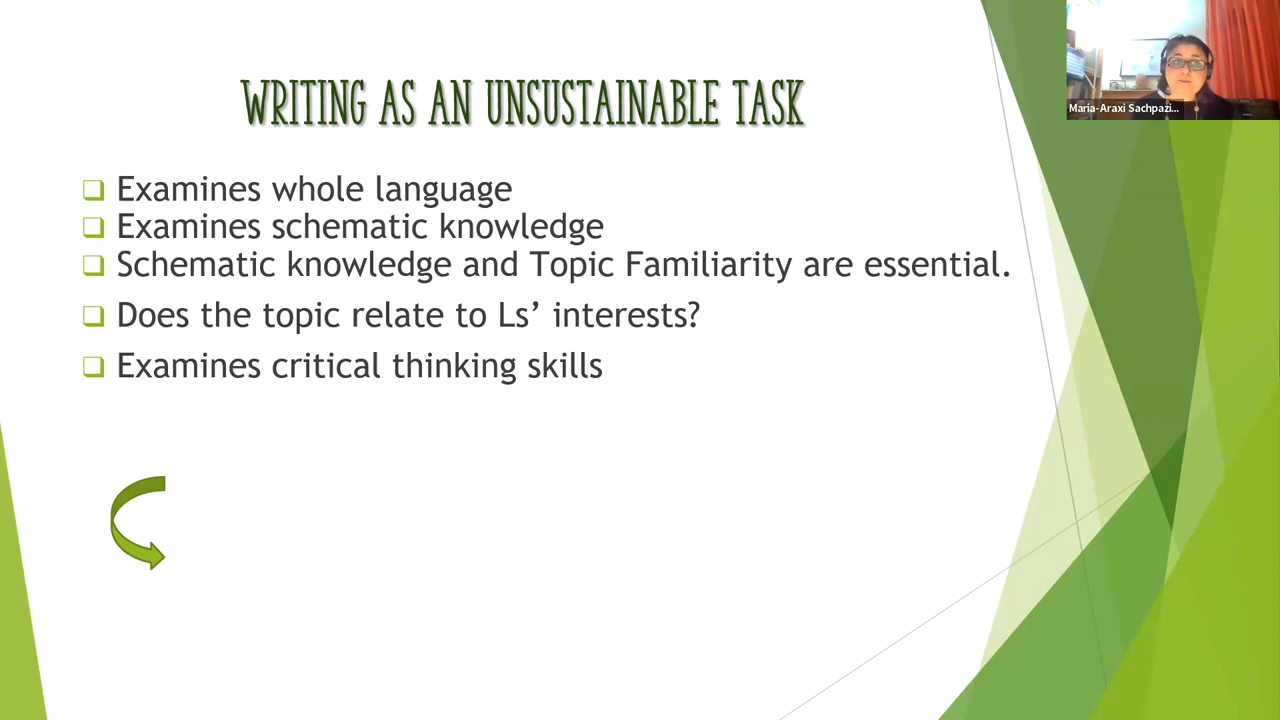 WRITING AS AN UNSUSTAINABLE TASK
Examines whole language
Examines schematic knowledge
Schematic knowledge and Topic Familiarity are essential.
Does the topic relate to Ls’ interests?
Examines critical thinking skills
Maria-Araxi Sachpazi...